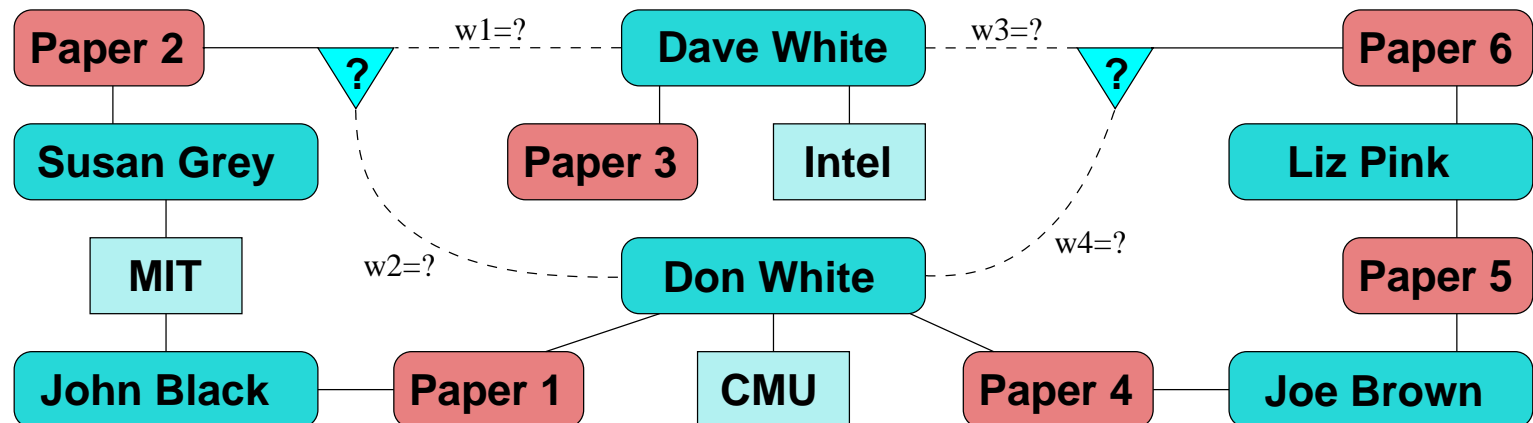 Paper 2
w1=?
Dave White
w3=?
Paper 6
?
?
Susan Grey
Paper 3
Intel
Liz Pink
MIT
w2=?
Don White
w4=?
Paper 5
John Black
Paper 1
CMU
Paper 4
Joe Brown